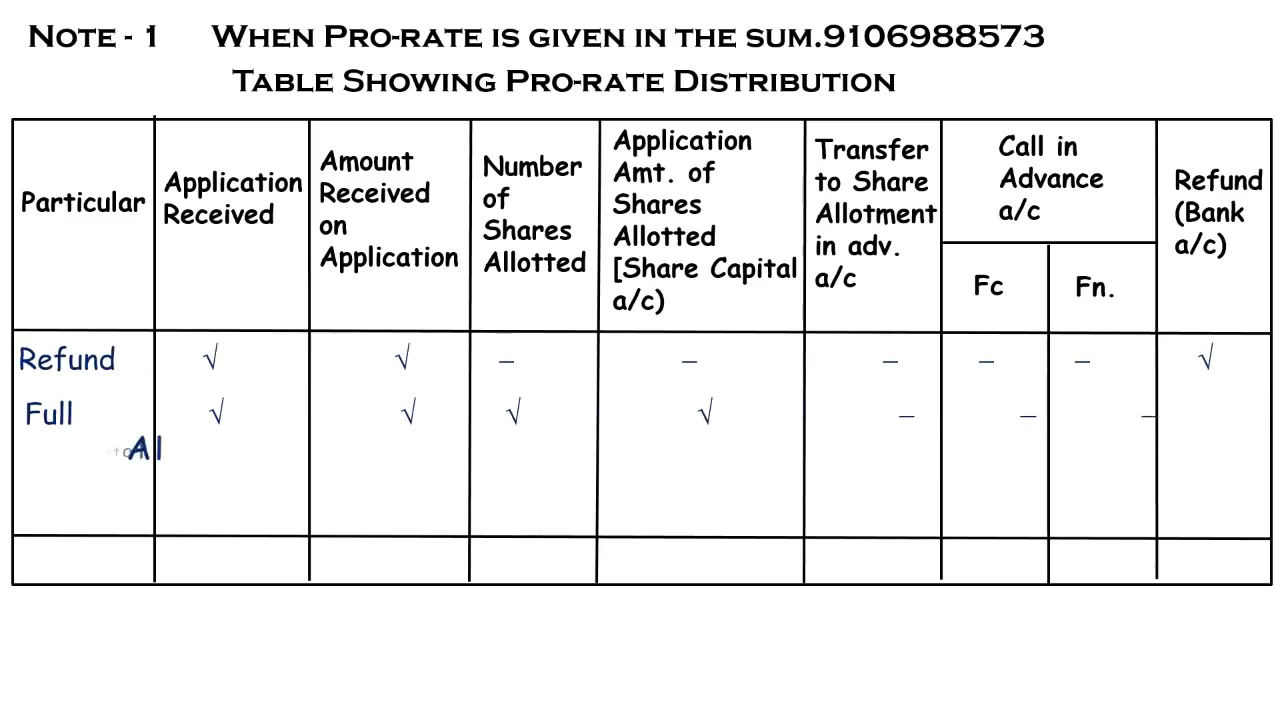 Note - 1 When Pro-rate is given in the sum.9106988573
Table Showing Pro-rate Distribution
Particular
Application
Received
Amount
Received
on
Application
Number
of
Shares
Allotted
Application
Amt. of
Shares
Allotted
[Share Capital
a/c)
Transfer
to Share
Allotment
in adv.
a/c
Call in
Advance
a/c
Fc
Fn.
Refund
(Bank
a/c)
Refund √ √ – – – – – √
Full √ √ √ √ – – –
Al